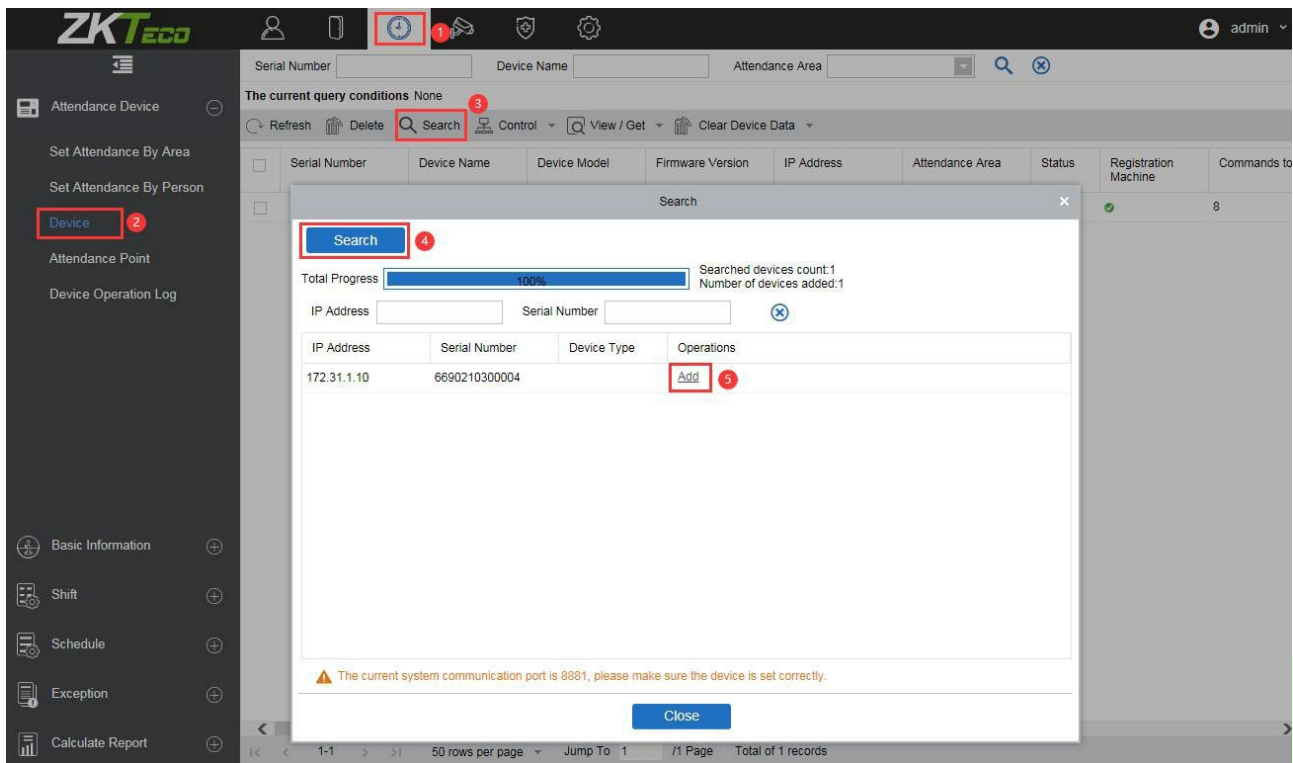 ZKTECO
1
admin
Serial Number Device Name Attendance Area
The current query conditions None
3
Refresh Delete Search Control View / Get Clear Device Data
Attendance Device
Set Attendance By Area
Set Attendance By Person
Device 2
Attendance Point
Device Operation Log
Basic Information
Shift
Schedule
Exception
Calculate Report
Serial Number Device Name Device Model Firmware Version IP Address Attendance Area Status Registration Machine Commands to
8
Search
Search 4
Total Progress 100% Searched devices count:1
Number of devices added:1
IP Address Serial Number
IP Address Serial Number Device Type Operations
172.31.1.10 6690210300004 Add 5
The current system communication port is 8881, please make sure the device is set correctly.
Close
1-1 50 rows per page Jump To 1 /1 Page Total of 1 records